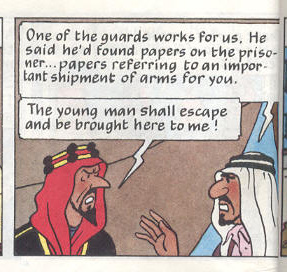 One of the guards works for us. He
said he'd found papers on the priso-
ner... papers referring to an impor-
tant shipment of arms for you.
The young man shall escape
and be brought here to me!